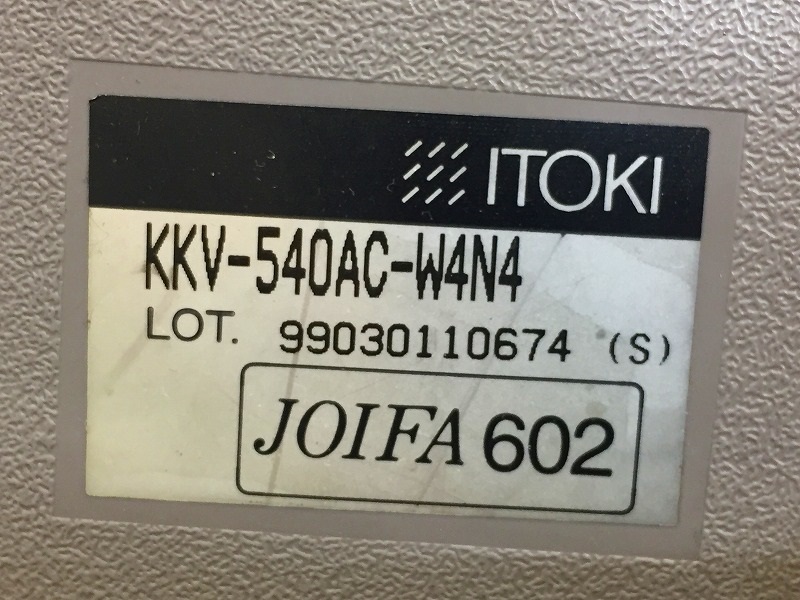 ITOKI
KKV-540AC-W4N4
LOT. 99030110674 (S)
JOIFA 602